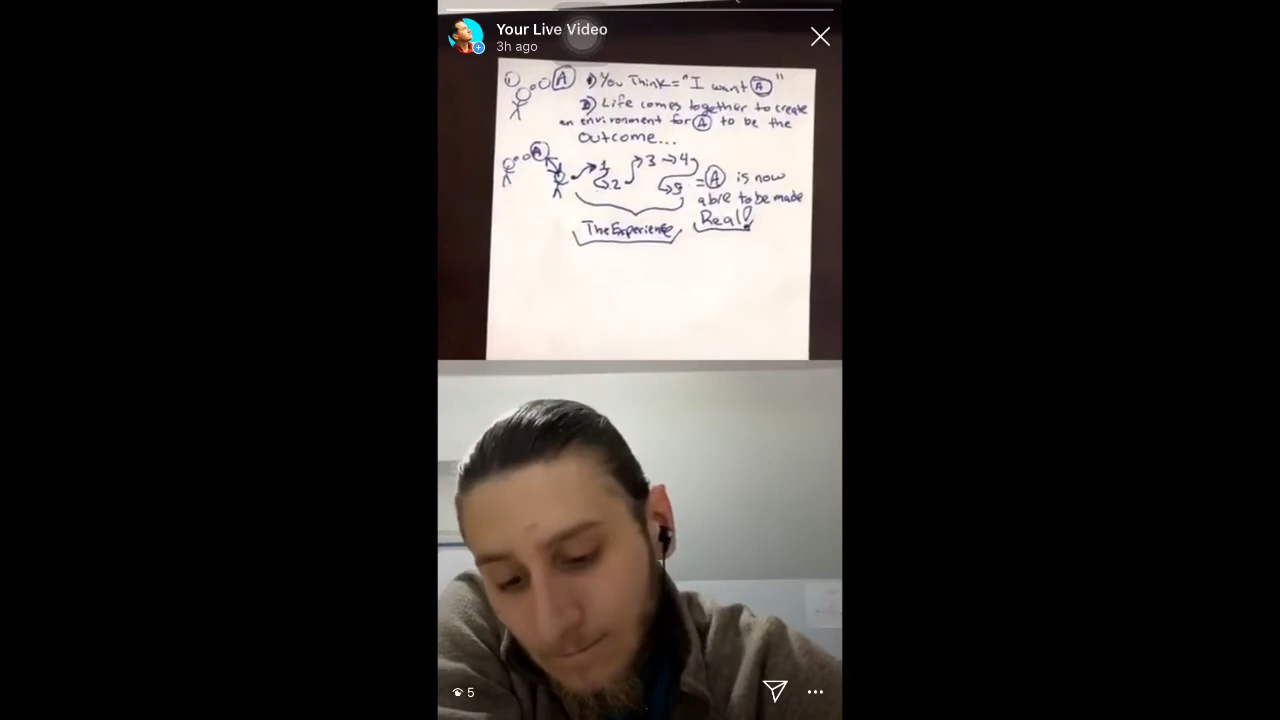 Your Live Video
3h ago
A 1) You Think = "I want A"
2) Life comes together to create
an environment for A to be the
outcome...
A 1 2 3 4 = A is now
able to be made
Real!
The Experience
5